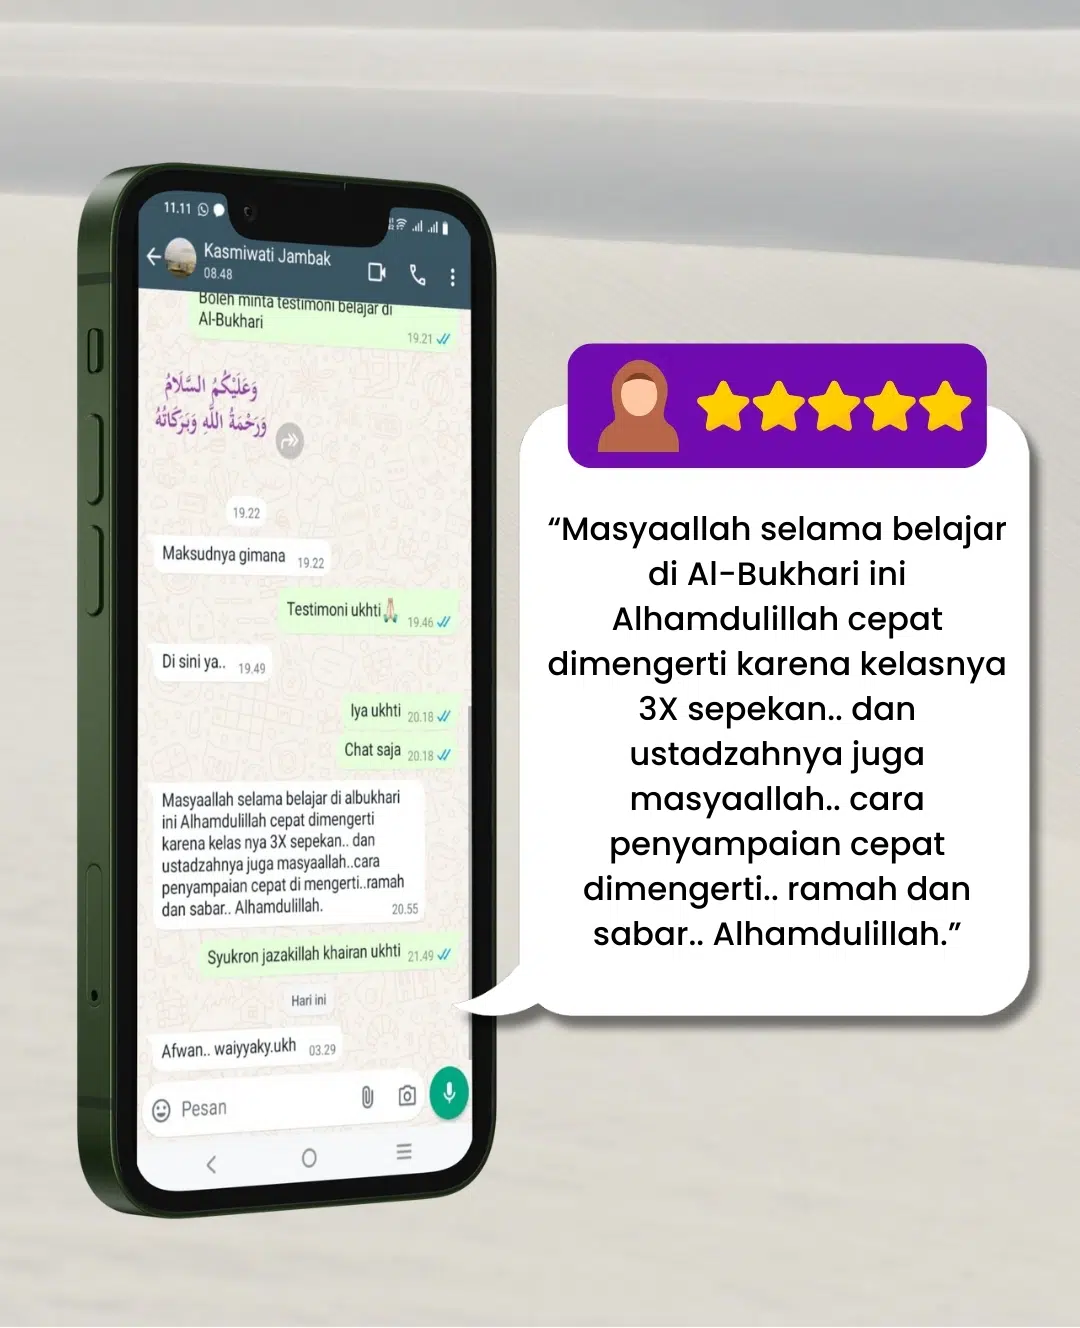 11.11
Kasmiwati Jambak
08.48
Boleh minta testimoni belajar di
Al-Bukhari
19.21
وَعَلَيْكُمُ السَّلَامُ
وَرَحْمَةُ اللَّهِ وَبَرَكَاتُهُ
19.22
Maksudnya gimana 19.22
Testimoni ukhti🙏🏻 19.46
Di sini ya.. 19.49
Iya ukhti 20.18
Chat saja 20.18
Masyaallah selama belajar di albukhari
ini Alhamdulillah cepat dimengerti
karena kelas nya 3X sepekan.. dan
ustadzahnya juga masyaallah..cara
penyampaian cepat di mengerti..ramah
dan sabar.. Alhamdulillah. 20.55
Syukron jazakillah khairan ukhti 21.49
Hari ini
Afwan.. waiyyaky.ukh 03.29
Pesan
“Masyaallah selama belajar
di Al-Bukhari ini
Alhamdulillah cepat
dimengerti karena kelasnya
3X sepekan.. dan
ustadzahnya juga
masyaallah.. cara
penyampaian cepat
dimengerti.. ramah dan
sabar.. Alhamdulillah.”